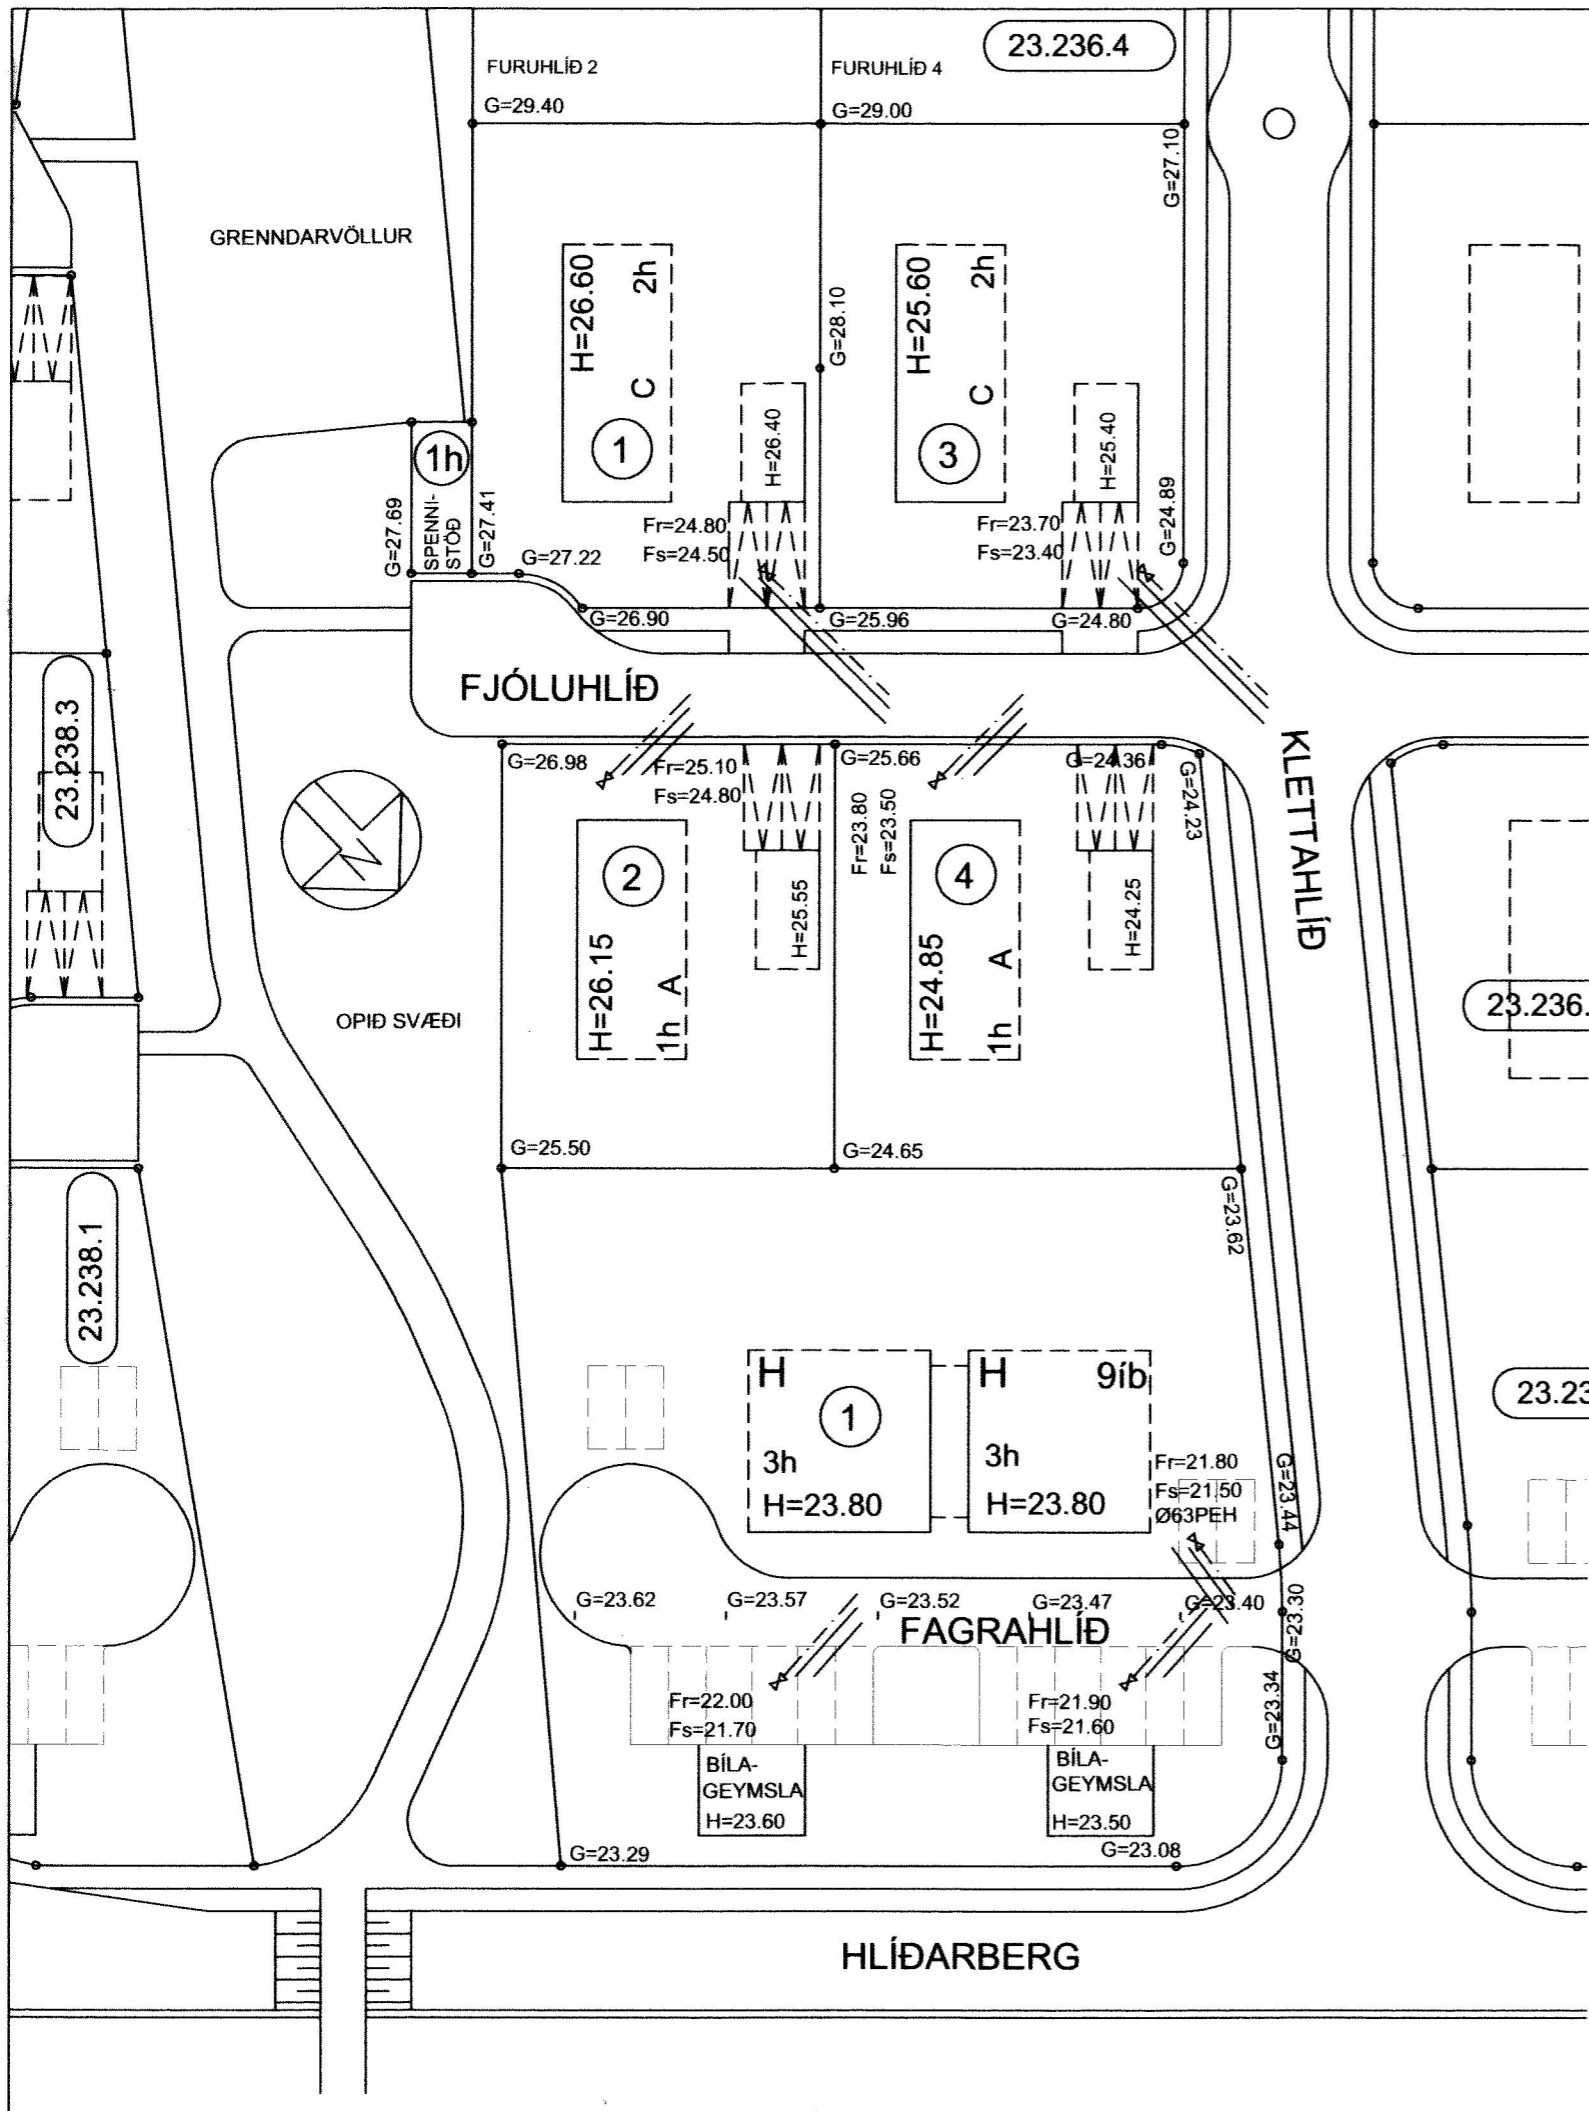 23.236.4
FURUHLÍÐ 2
FURUHLÍÐ 4
G=29.40
G=29.00
G=27.10
GRENNDARVÖLLUR
H=26.60
2h
C
1
G=28.10
H=25.60
2h
C
3
H=26.40
H=25.40
1h
G=27.69
SPENNI-
STÖÐ
G=27.41
G=27.22
Fr=24.80
Fs=24.50
Fr=23.70
Fs=23.40
G=24.89
G=26.90
G=25.96
G=24.80
FJÓLUHLÍÐ
KLETTAHLÍÐ
23.238.3
G=26.98
Fr=25.10
Fs=24.80
G=25.66
G=24.36
G=24.23
Fr=23.80
Fs=23.50
N
2
H=26.15
1h A
H=25.55
4
H=24.85
1h A
H=24.25
OPIÐ SVÆÐI
23.236.
G=25.50
G=24.65
G=23.62
23.238.1
H
1
3h
H=23.80
H 9íb
3h
H=23.80
23.23
Fr=21.80
Fs=21.50
Ø63PEH
G=23.44
G=23.62
G=23.57
G=23.52
G=23.47
G=23.40
G=23.30
FAGRAHLÍÐ
G=23.34
Fr=22.00
Fs=21.70
Fr=21.90
Fs=21.60
BÍLA-
GEYMSLA
H=23.60
BÍLA-
GEYMSLA
H=23.50
G=23.29
G=23.08
HLÍÐARBERG